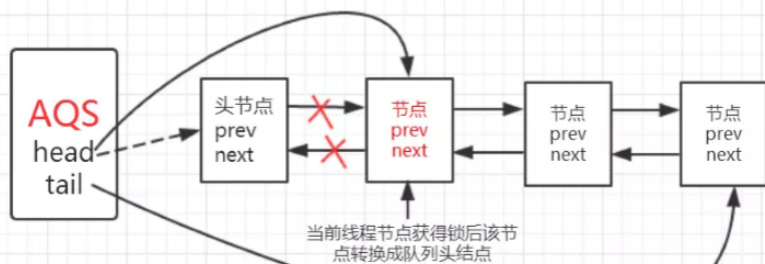 AQS
head
tail
头节点
prev
next
节点
prev
next
节点
prev
next
节点
prev
next
当前线程节点获得锁后该节
点转换成队列头结点